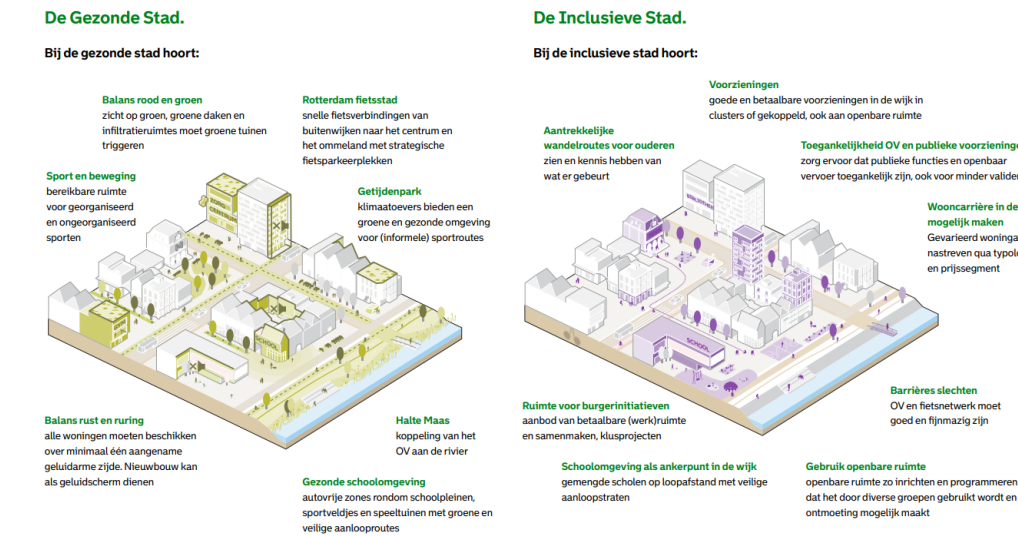 De Gezonde Stad.
Bij de gezonde stad hoort:
Balans rood en groen
zicht op groen, groene daken en
infiltratieruimtes moet groene tuinen
triggeren
Rotterdam fietsstad
snelle fietsverbindingen van
buitenwijken naar het centrum en
het ommeland met strategische
fietsparkeerplekken
Sport en beweging
bereikbare ruimte
voor georganiseerd
en ongeorganiseerd
sporten
Getijdenpark
klimaatoevers bieden een
groene en gezonde omgeving
voor (informele) sportroutes
ZORG
CENTRUM
SCHOOL
Balans rust en ruring
alle woningen moeten beschikken
over minimaal één aangename
geluidarme zijde. Nieuwbouw kan
als geluidscherm dienen
Halte Maas
koppeling van het
OV aan de rivier
Gezonde schoolomgeving
autovrije zones rondom schoolpleinen,
sportveldjes en speeltuinen met groene en
veilige aanlooproutes
De Inclusieve Stad.
Bij de inclusieve stad hoort:
Voorzieningen
goede en betaalbare voorzieningen in de wijk in
clusters of gekoppeld, ook aan openbare ruimte
Aantrekkelijke
wandelroutes voor ouderen
zien en kennis hebben van
wat er gebeurt
Toegankelijkheid OV en publieke voorzieninge
zorg ervoor dat publieke functies en openbaar
vervoer toegankelijk zijn, ook voor minder valide
Wooncarrière in de
mogelijk maken
Gevarieerd woninga
nastreven qua typol
en prijssegment
BIBLIOTHEEK
SCHOOL
Barrières slechten
OV en fietsnetwerk moet
goed en fijnmazig zijn
Ruimte voor burgerinitiatieven
aanbod van betaalbare (werk)ruimte
en samenmaken, klusprojecten
Schoolomgeving als ankerpunt in de wijk
gemengde scholen op loopafstand met veilige
aanloopstraten
Gebruik openbare ruimte
openbare ruimte zo inrichten en programmeren
dat het door diverse groepen gebruikt wordt en
ontmoeting mogelijk maakt